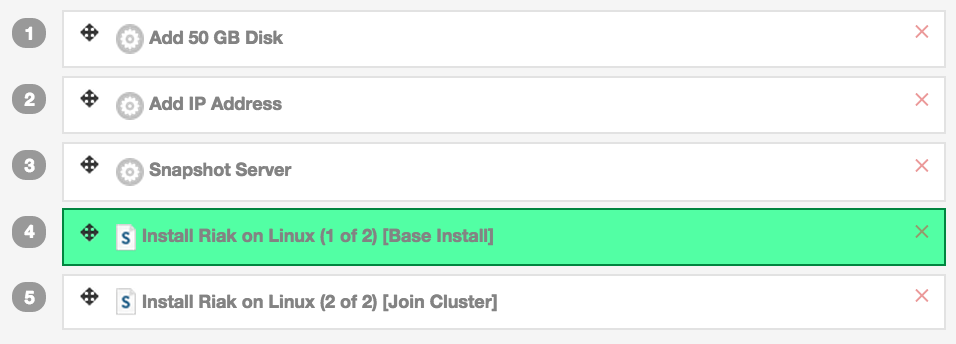 1 Add 50 GB Disk
2 Add IP Address
3 Snapshot Server
4 S Install Riak on Linux (1 of 2) [Base Install]
5 S Install Riak on Linux (2 of 2) [Join Cluster]